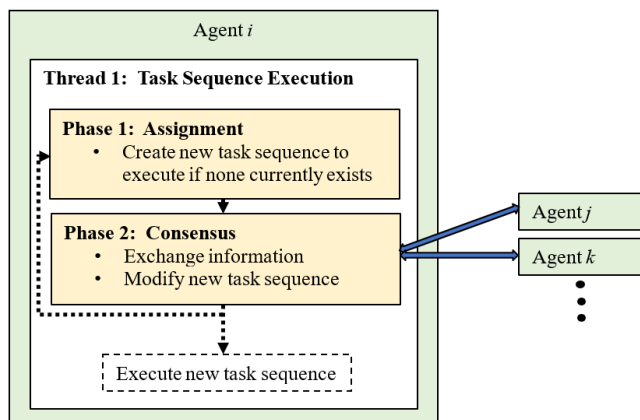 Agent i
Thread 1: Task Sequence Execution
Phase 1: Assignment
• Create new task sequence to
execute if none currently exists
Phase 2: Consensus
• Exchange information
• Modify new task sequence
Execute new task sequence
Agent j
Agent k